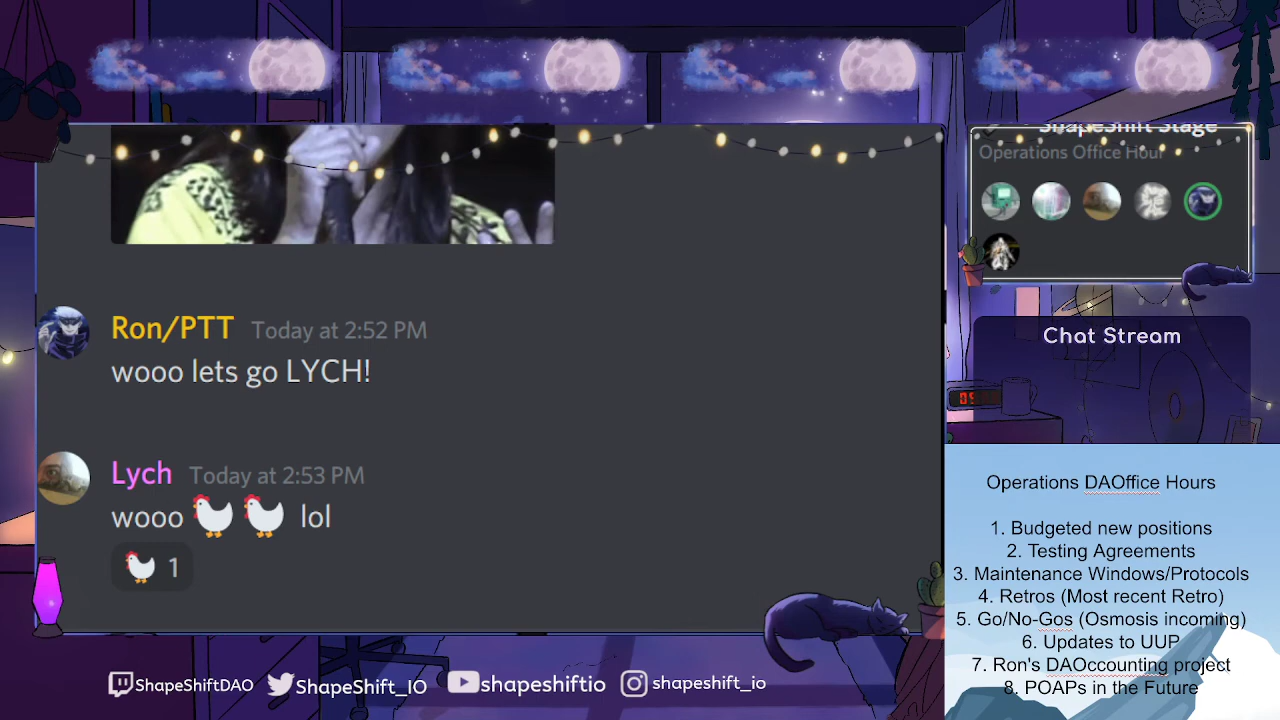 ShapeShift Stage
Operations Office Hour
Ron/PTT Today at 2:52 PM
wooo lets go LYCH!
Lych Today at 2:53 PM
wooo 🐔 🐔 lol
🐔 1
Chat Stream
Operations DAOffice Hours
1. Budgeted new positions
2. Testing Agreements
3. Maintenance Windows/Protocols
4. Retros (Most recent Retro)
5. Go/No-Gos (Osmosis incoming)
6. Updates to UUP
7. Ron's DAOccounting project
8. POAPs in the Future
ShapeShiftDAO ShapeShift_IO shapeshiftio shapeshift_io